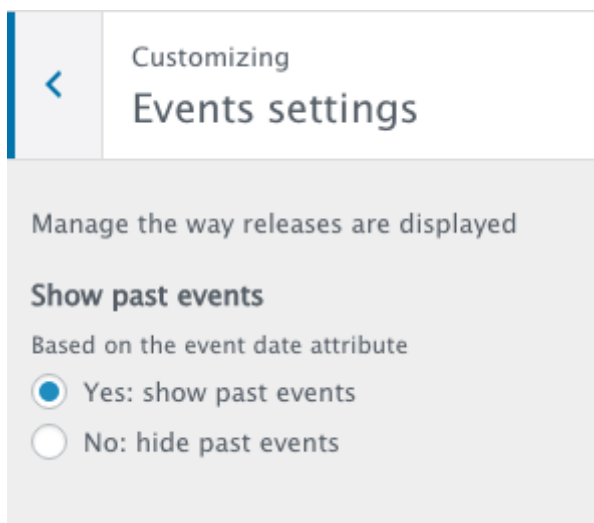 Customizing
Events settings
Manage the way releases are displayed
Show past events
Based on the event date attribute
Yes: show past events
No: hide past events